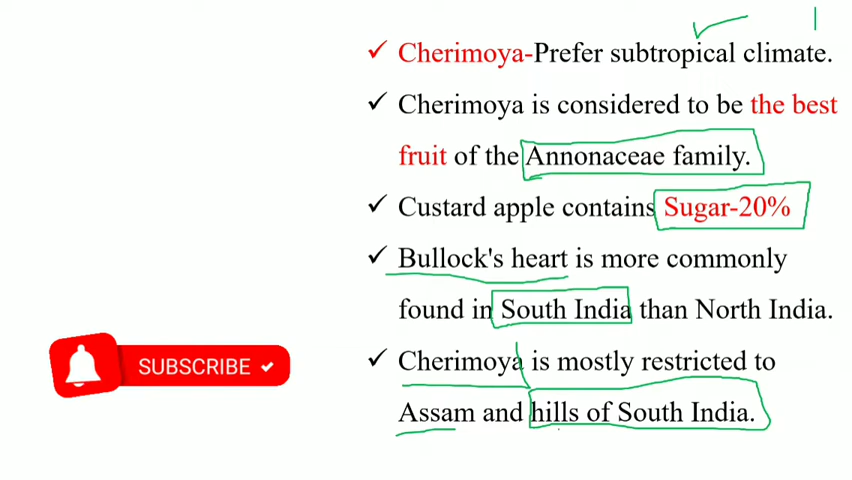 ✓ Cherimoya-Prefer subtropical climate.
✓ Cherimoya is considered to be the best
fruit of the Annonaceae family.
✓ Custard apple contains Sugar-20%
✓ Bullock's heart is more commonly
found in South India than North India.
✓ Cherimoya is mostly restricted to
Assam and hills of South India.
SUBSCRIBE